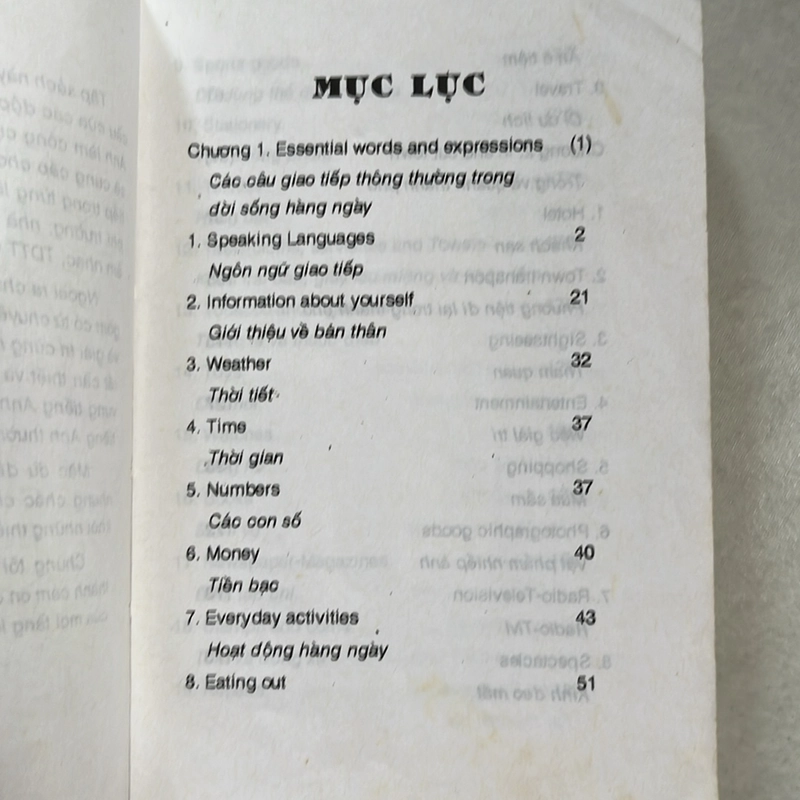 MỤC LỤC
Chương 1. Essential words and expressions (1)
Các câu giao tiếp thông thường trong
đời sống hàng ngày
1. Speaking Languages 2
Ngôn ngữ giao tiếp
2. Information about yourself 21
Giới thiệu về bản thân
3. Weather 32
Thời tiết
4. Time 37
Thời gian
5. Numbers 37
Các con số
6. Money 40
Tiền bạc
7. Everyday activities 43
Hoạt động hàng ngày
8. Eating out 51